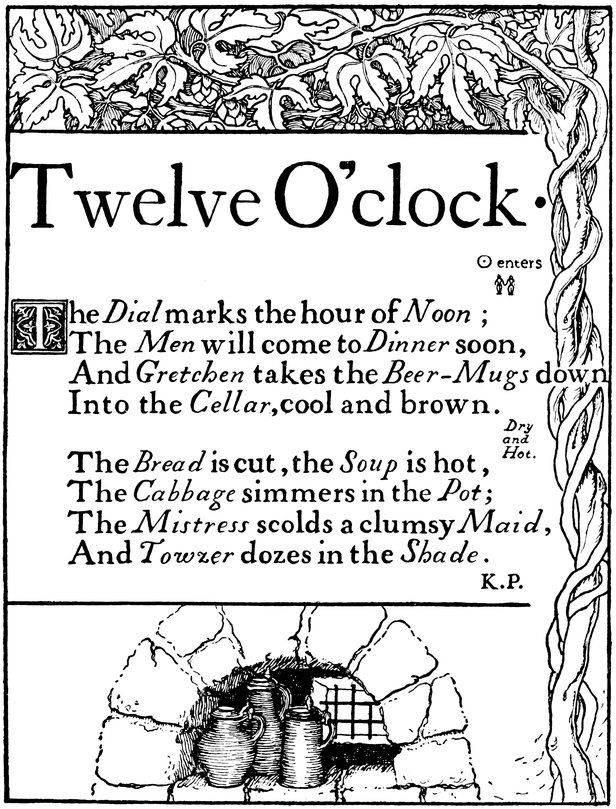 Twelve O'clock.
☉ enters
♊
The Dial marks the hour of Noon ;
The Men will come to Dinner soon,
And Gretchen takes the Beer-Mugs down
Into the Cellar, cool and brown.
Dry
and
Hot.
The Bread is cut, the Soup is hot,
The Cabbage simmers in the Pot;
The Mistress scolds a clumsy Maid,
And Towzer dozes in the Shade.
K.P.